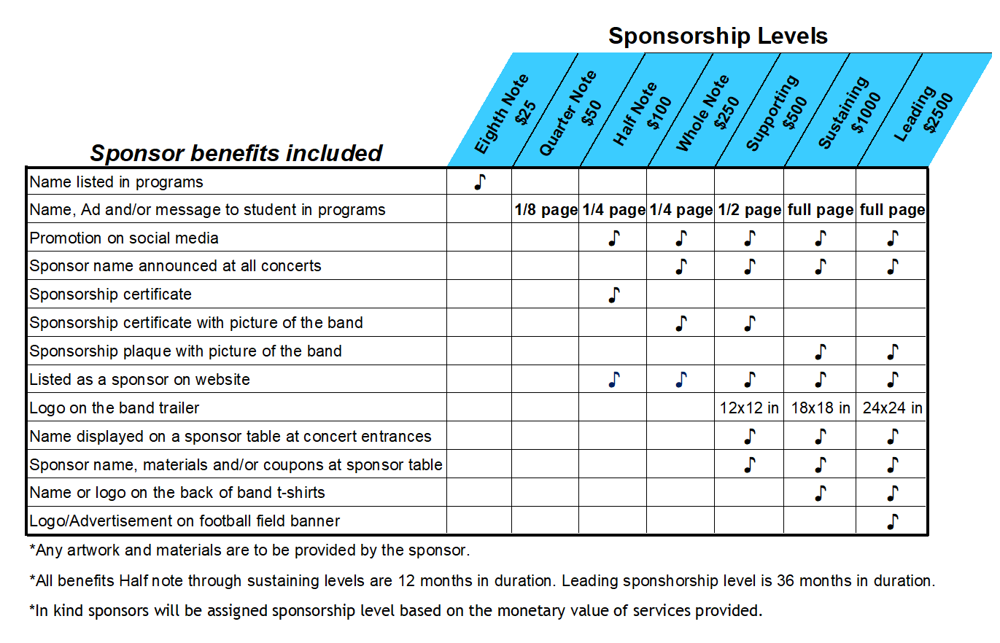 Sponsorship Levels
Eighth Note
$25
Quarter Note
$50
Half Note
$100
Whole Note
$250
Supporting
$500
Sustaining
$1000
Leading
$2500
Sponsor benefits included
Name listed in programs ♪
Name, Ad and/or message to student in programs 1/8 page 1/4 page 1/4 page 1/2 page full page full page
Promotion on social media ♪ ♪ ♪ ♪ ♪
Sponsor name announced at all concerts ♪ ♪ ♪ ♪
Sponsorship certificate ♪
Sponsorship certificate with picture of the band ♪ ♪
Sponsorship plaque with picture of the band ♪ ♪
Listed as a sponsor on website ♪ ♪ ♪ ♪ ♪
Logo on the band trailer 12x12 in 18x18 in 24x24 in
Name displayed on a sponsor table at concert entrances ♪ ♪ ♪
Sponsor name, materials and/or coupons at sponsor table ♪ ♪ ♪
Name or logo on the back of band t-shirts ♪ ♪
Logo/Advertisement on football field banner ♪
*Any artwork and materials are to be provided by the sponsor.
*All benefits Half note through sustaining levels are 12 months in duration. Leading sponshorship level is 36 months in duration.
*In kind sponsors will be assigned sponsorship level based on the monetary value of services provided.